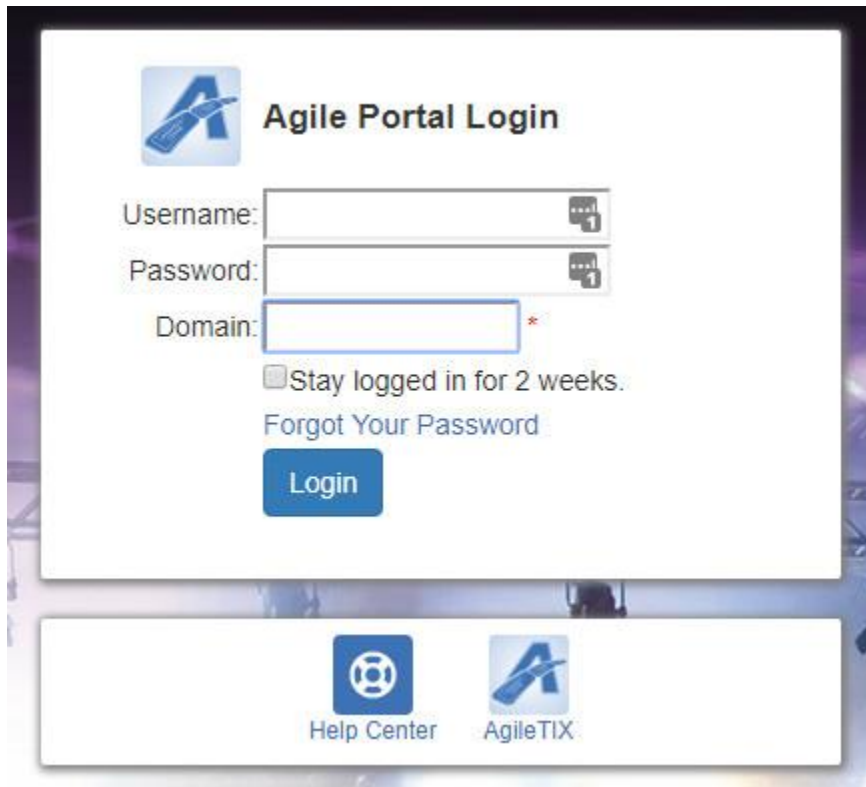 Agile Portal Login
Username:
Password:
Domain: *
Stay logged in for 2 weeks.
Forgot Your Password
Login
Help Center AgileTIX